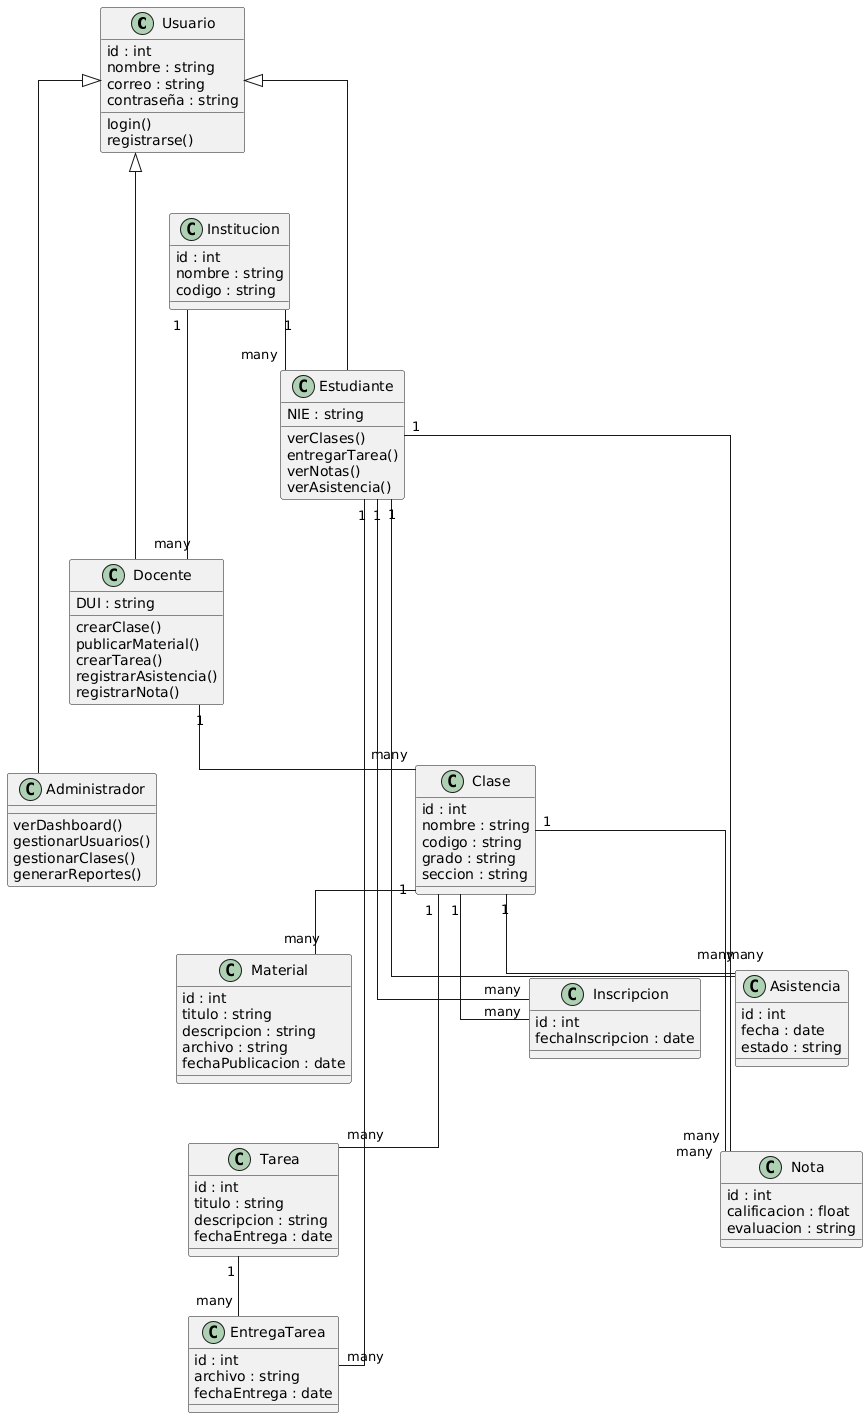 C Usuario
id : int
nombre : string
correo : string
contraseña : string
login()
registrarse()
C Institucion
id : int
nombre : string
codigo : string
1
1
many
C Estudiante
NIE : string
verClases()
entregarTarea()
verNotas()
verAsistencia()
1
1
1
1
many
C Docente
DUI : string
crearClase()
publicarMaterial()
crearTarea()
registrarAsistencia()
registrarNota()
1
many
C Administrador
verDashboard()
gestionarUsuarios()
gestionarClases()
generarReportes()
C Clase
id : int
nombre : string
codigo : string
grado : string
seccion : string
1
1
1
1
1
many
many
many
C Material
id : int
titulo : string
descripcion : string
archivo : string
fechaPublicacion : date
many
many
C Inscripcion
id : int
fechaInscripcion : date
C Asistencia
id : int
fecha : date
estado : string
many
many
many
C Tarea
id : int
titulo : string
descripcion : string
fechaEntrega : date
C Nota
id : int
calificacion : float
evaluacion : string
1
many
many
C EntregaTarea
id : int
archivo : string
fechaEntrega : date